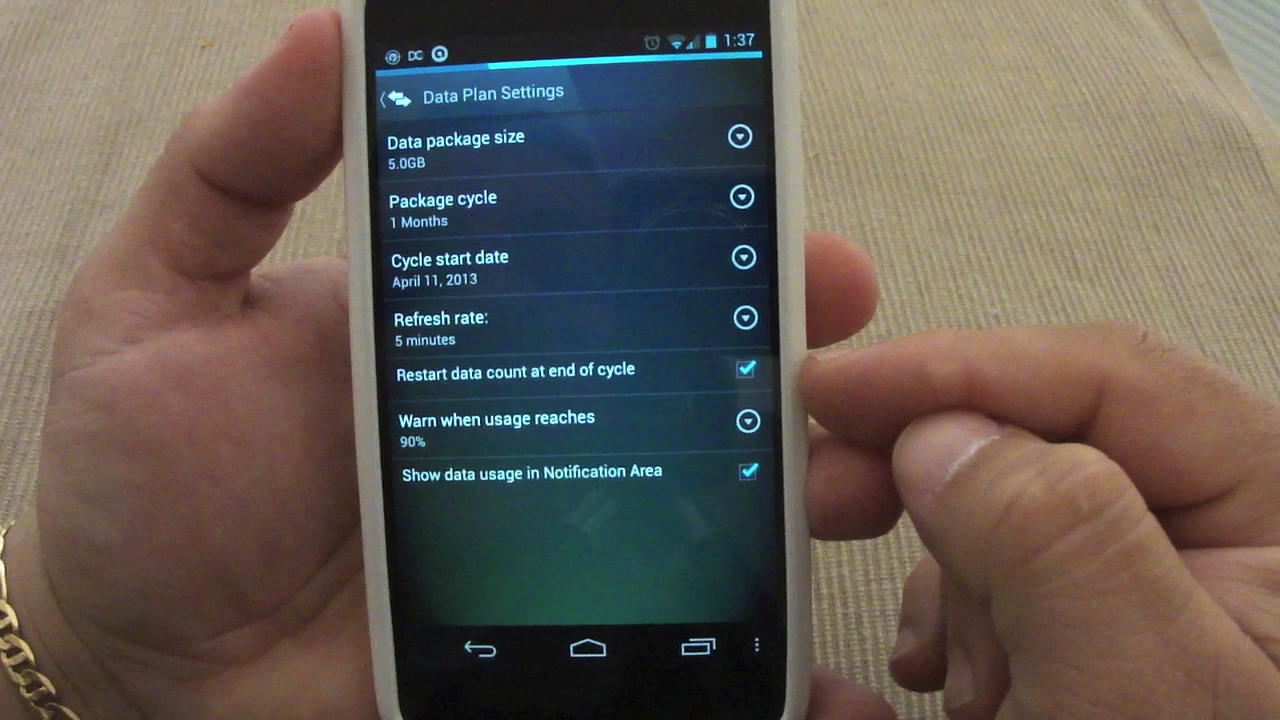 DC 1:37
Data Plan Settings
Data package size
5.0GB
Package cycle
1 Months
Cycle start date
April 11, 2013
Refresh rate:
5 minutes
Restart data count at end of cycle
Warn when usage reaches
90%
Show data usage in Notification Area